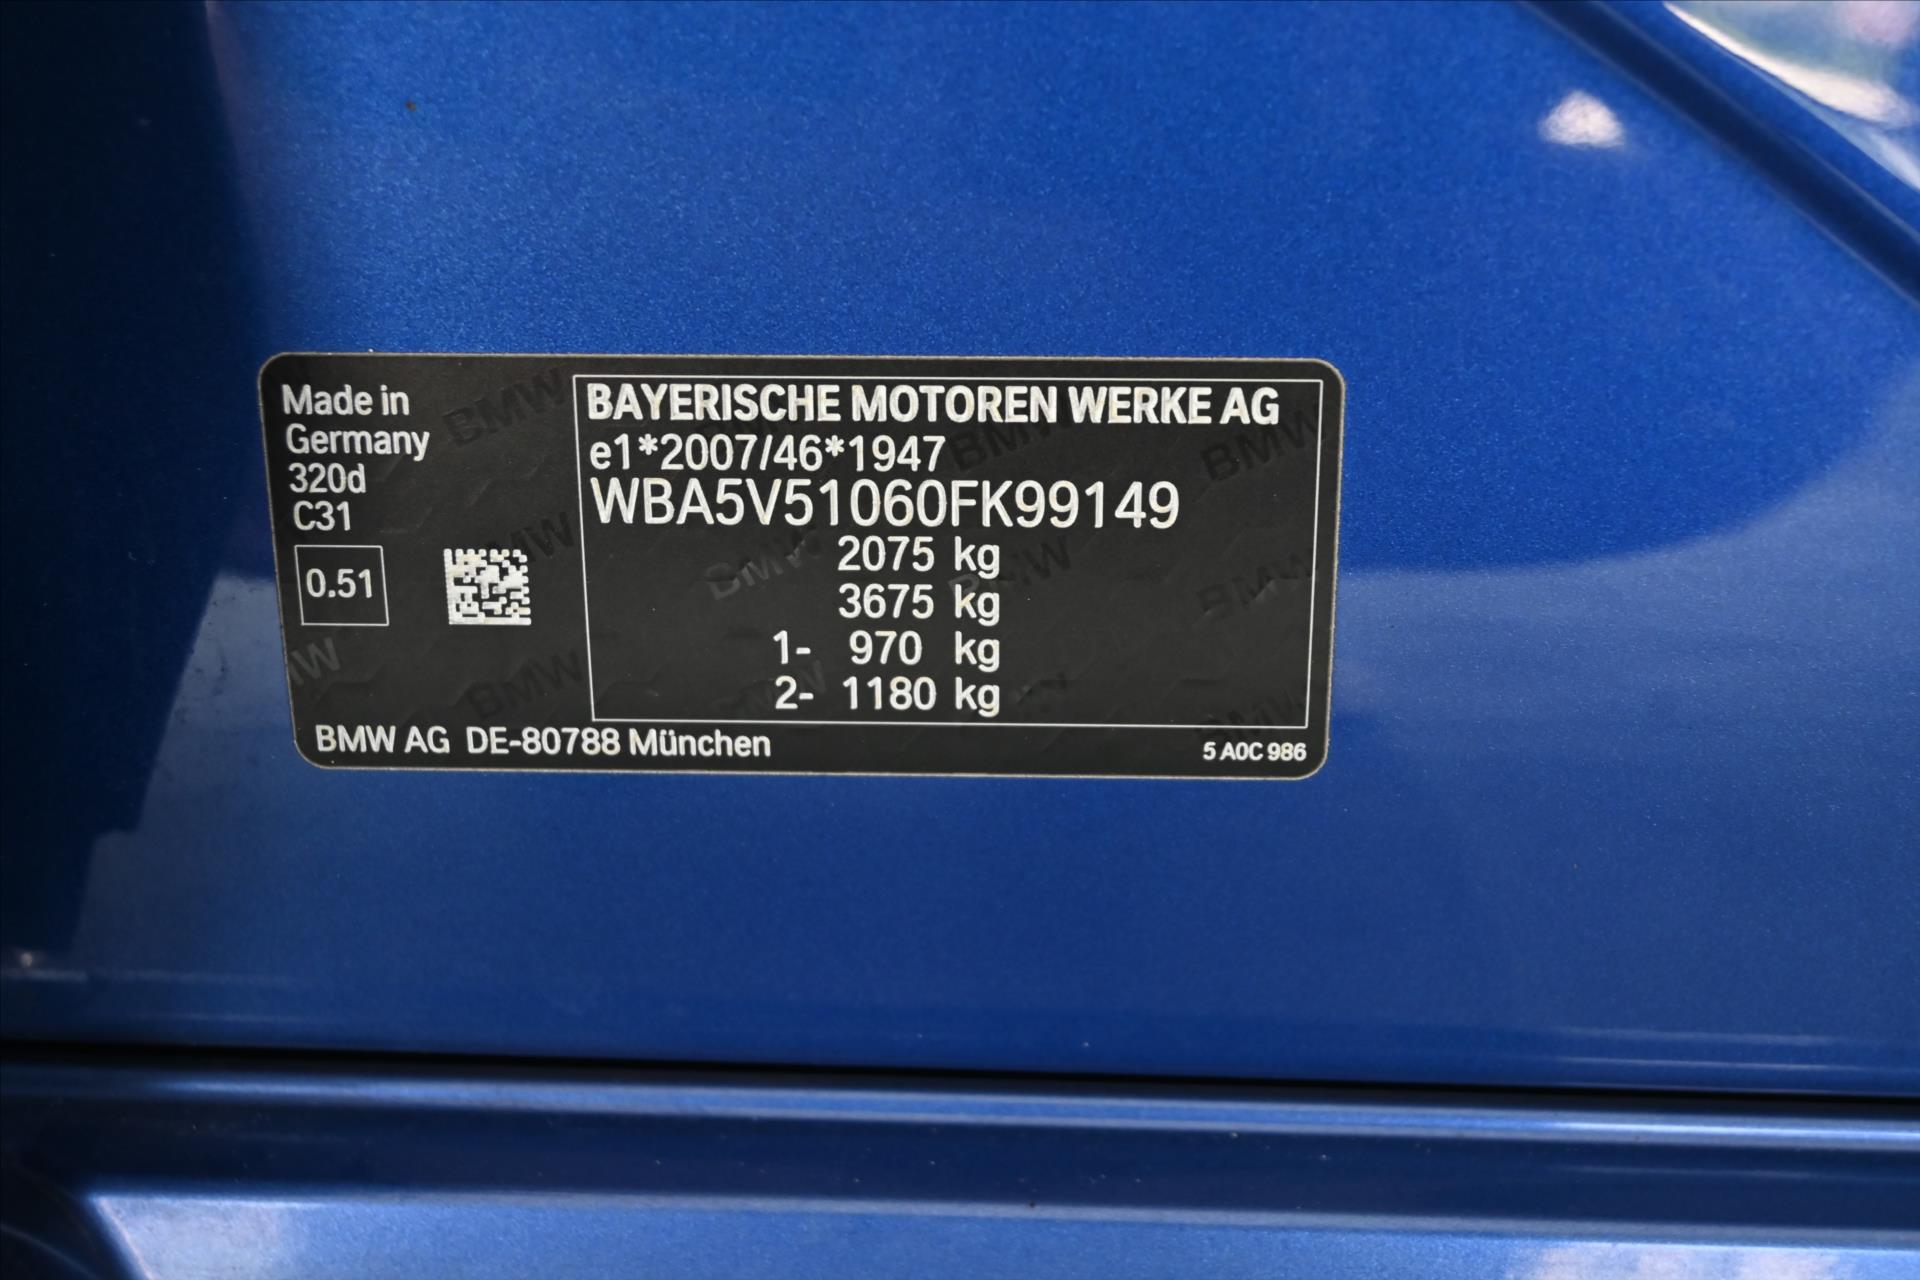 Made in
Germany
320d
C31
0.51
BAYERISCHE MOTOREN WERKE AG
e1*2007/46*1947
WBA5V51060FK99149
2075 kg
3675 kg
1- 970 kg
2- 1180 kg
BMW AG DE-80788 München
5 A0C 986